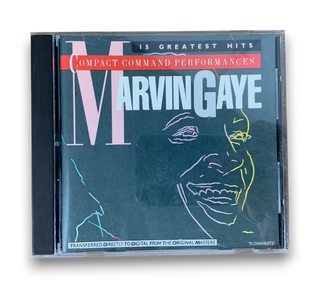 15 GREATEST HITS
COMPACT COMMAND PERFORMANCES
MARVIN GAYE
TRANSFERRED DIRECTLY TO DIGITAL FROM THE ORIGINAL MASTERS